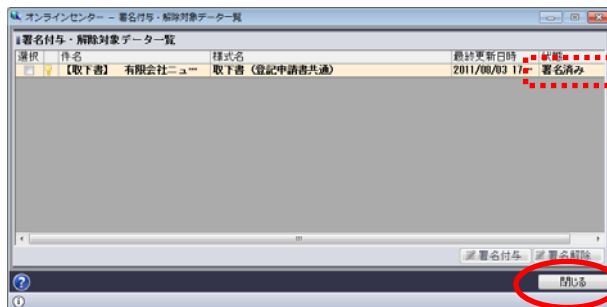 オンラインセンター － 署名付与・解除対象データ一覧
署名付与・解除対象データ一覧
選択 件名 様式名 最終更新日時 状態
【取下書】 有限会社ニュ… 取下書（登記申請書共通） 2011/08/03 17… 署名済み
署名付与 署名解除
閉じる